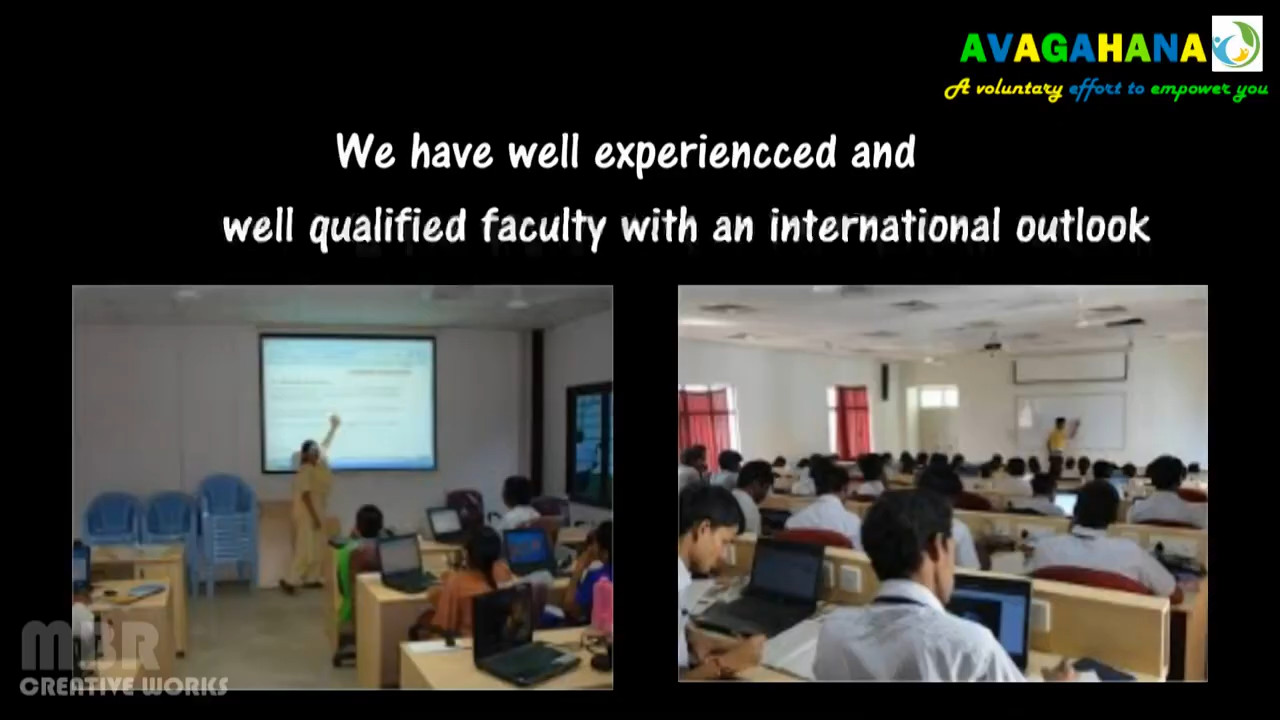 AVAGAHANA
A voluntary effort to empower you
We have well experiencced and
well qualified faculty with an international outlook
MBR
CREATIVE WORKS